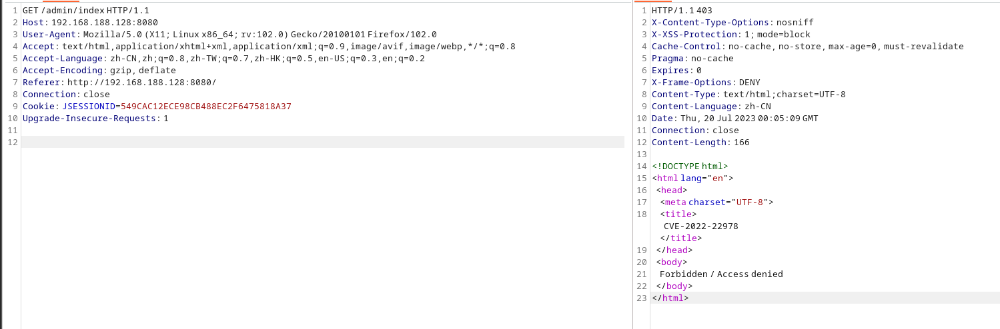 1 GET /admin/index HTTP/1.1
2 Host: 192.168.188.128:8080
3 User-Agent: Mozilla/5.0 (X11; Linux x86_64; rv:102.0) Gecko/20100101 Firefox/102.0
4 Accept: text/html,application/xhtml+xml,application/xml;q=0.9,image/avif,image/webp,*/*;q=0.8
5 Accept-Language: zh-CN,zh;q=0.8,zh-TW;q=0.7,zh-HK;q=0.5,en-US;q=0.3,en;q=0.2
6 Accept-Encoding: gzip, deflate
7 Referer: http://192.168.188.128:8080/
8 Connection: close
9 Cookie: JSESSIONID=549CAC12ECE98CB488EC2F6475818A37
10 Upgrade-Insecure-Requests: 1
11
12
1 HTTP/1.1 403
2 X-Content-Type-Options: nosniff
3 X-XSS-Protection: 1; mode=block
4 Cache-Control: no-cache, no-store, max-age=0, must-revalidate
5 Pragma: no-cache
6 Expires: 0
7 X-Frame-Options: DENY
8 Content-Type: text/html;charset=UTF-8
9 Content-Language: zh-CN
10 Date: Thu, 20 Jul 2023 00:05:09 GMT
11 Connection: close
12 Content-Length: 166
13
14 <!DOCTYPE html>
15 <html lang="en">
16 <head>
17 <meta charset="UTF-8">
18 <title>
CVE-2022-22978
</title>
19 </head>
20 <body>
21 Forbidden / Access denied
22 </body>
23 </html>